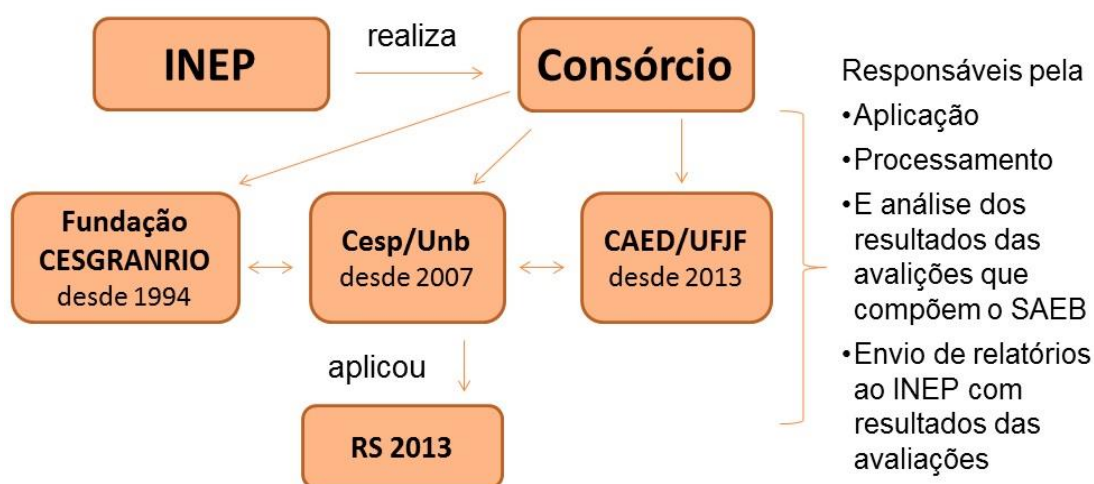 INEP
realiza
Consórcio
Fundação
CESGRANRIO
desde 1994
Cesp/Unb
desde 2007
CAED/UFJF
desde 2013
aplicou
RS 2013
Responsáveis pela
•Aplicação
•Processamento
•E análise dos
resultados das
avalições que
compõem o SAEB
•Envio de relatórios
ao INEP com
resultados das
avaliações